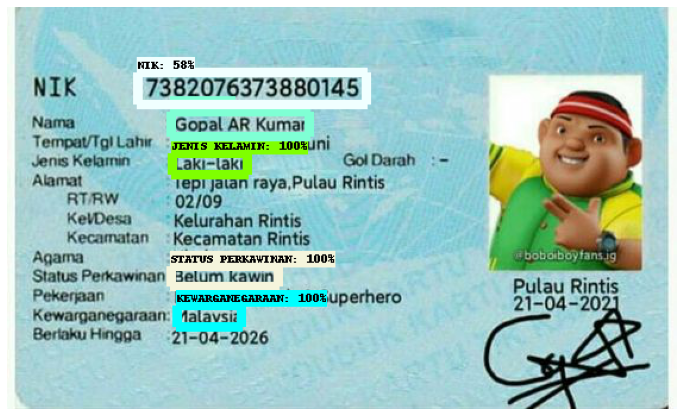 NIK: 58%
NIK 7382076373880145
Nama Gopal AR Kumar
Tempat/Tgl Lahir :
JENIS KELAMIN: 100%
Jenis Kelamin Laki-laki Gol Darah : -
Alamat Tepi jalan raya,Pulau Rintis
RT/RW : 02/09
Kel/Desa : Kelurahan Rintis
Kecamatan : Kecamatan Rintis
Agama
STATUS PERKAWINAN: 100%
Status Perkawinan Belum kawin
Pekerjaan
KEWARGANEGARAAN: 100%
Kewarganegaraan: Malaysia
Berlaku Hingga : 21-04-2026
@boboiboyfans.ig
Pulau Rintis
21-04-2021